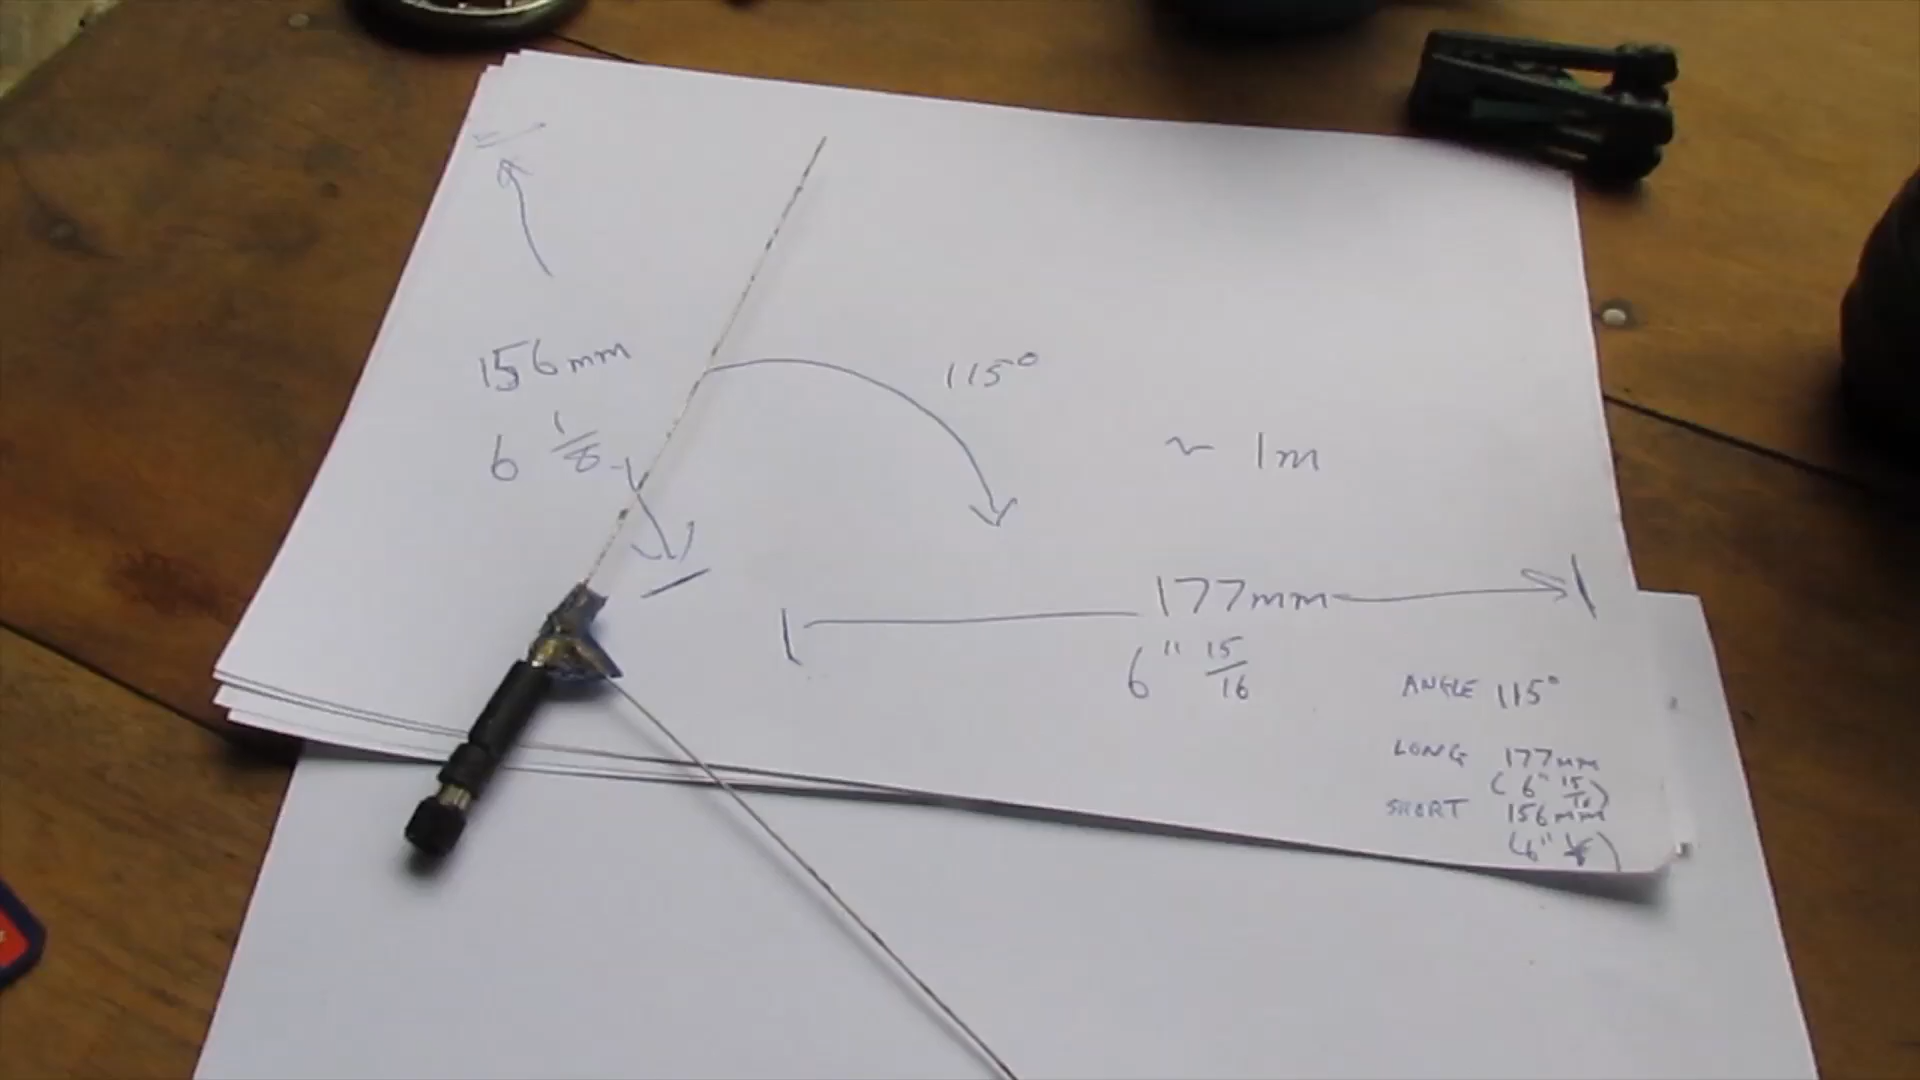 156mm
6 1/8
115°
~ 1m
177mm
6" 15/16
ANGLE 115°
LONG 177mm
(6" 15/16)
SHORT 156mm
(6" 1/8)